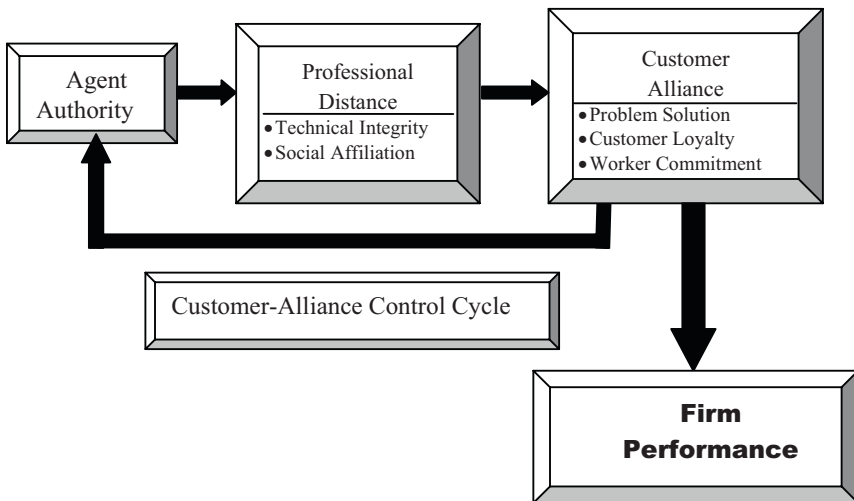 Agent
Authority
Professional
Distance
•Technical Integrity
•Social Affiliation
Customer
Alliance
•Problem Solution
•Customer Loyalty
•Worker Commitment
Customer-Alliance Control Cycle
Firm
Performance